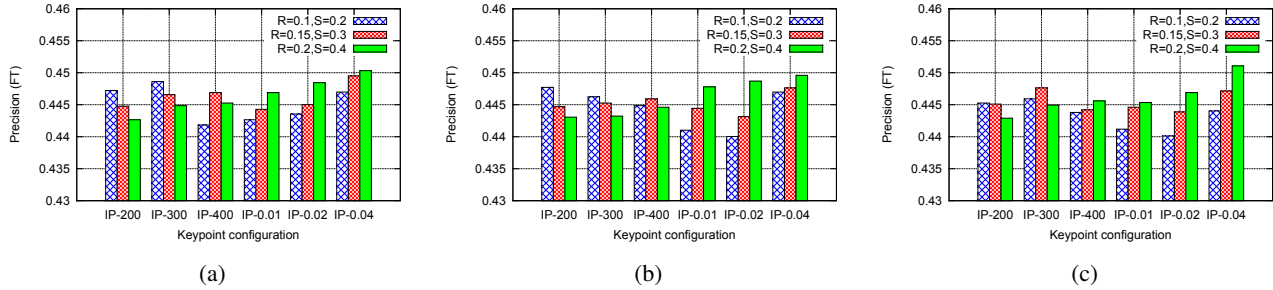 0.46
0.455
0.45
0.445
0.44
0.435
0.43
Precision (FT)
R=0.1,S=0.2
R=0.15,S=0.3
R=0.2,S=0.4
IP-200 IP-300 IP-400 IP-0.01 IP-0.02 IP-0.04
Keypoint configuration
(a)
0.46
0.455
0.45
0.445
0.44
0.435
0.43
Precision (FT)
R=0.1,S=0.2
R=0.15,S=0.3
R=0.2,S=0.4
IP-200 IP-300 IP-400 IP-0.01 IP-0.02 IP-0.04
Keypoint configuration
(b)
0.46
0.455
0.45
0.445
0.44
0.435
0.43
Precision (FT)
R=0.1,S=0.2
R=0.15,S=0.3
R=0.2,S=0.4
IP-200 IP-300 IP-400 IP-0.01 IP-0.02 IP-0.04
Keypoint configuration
(c)